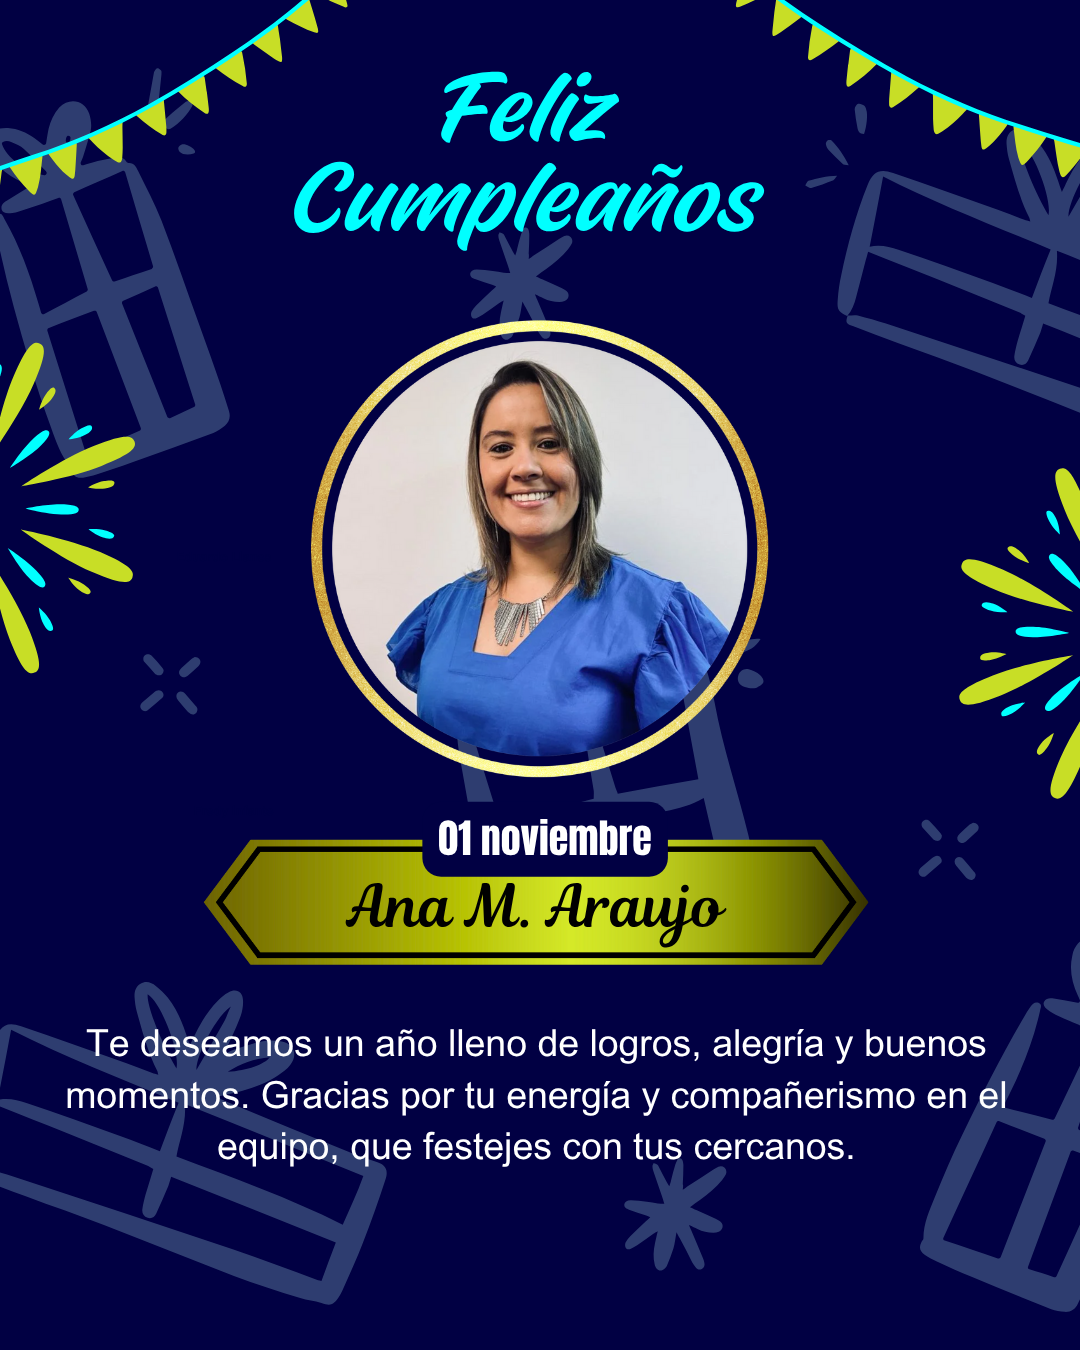 Feliz
Cumpleaños
01 noviembre
Ana M. Araujo
Te deseamos un año lleno de logros, alegría y buenos
momentos. Gracias por tu energía y compañerismo en el
equipo, que festejes con tus cercanos.